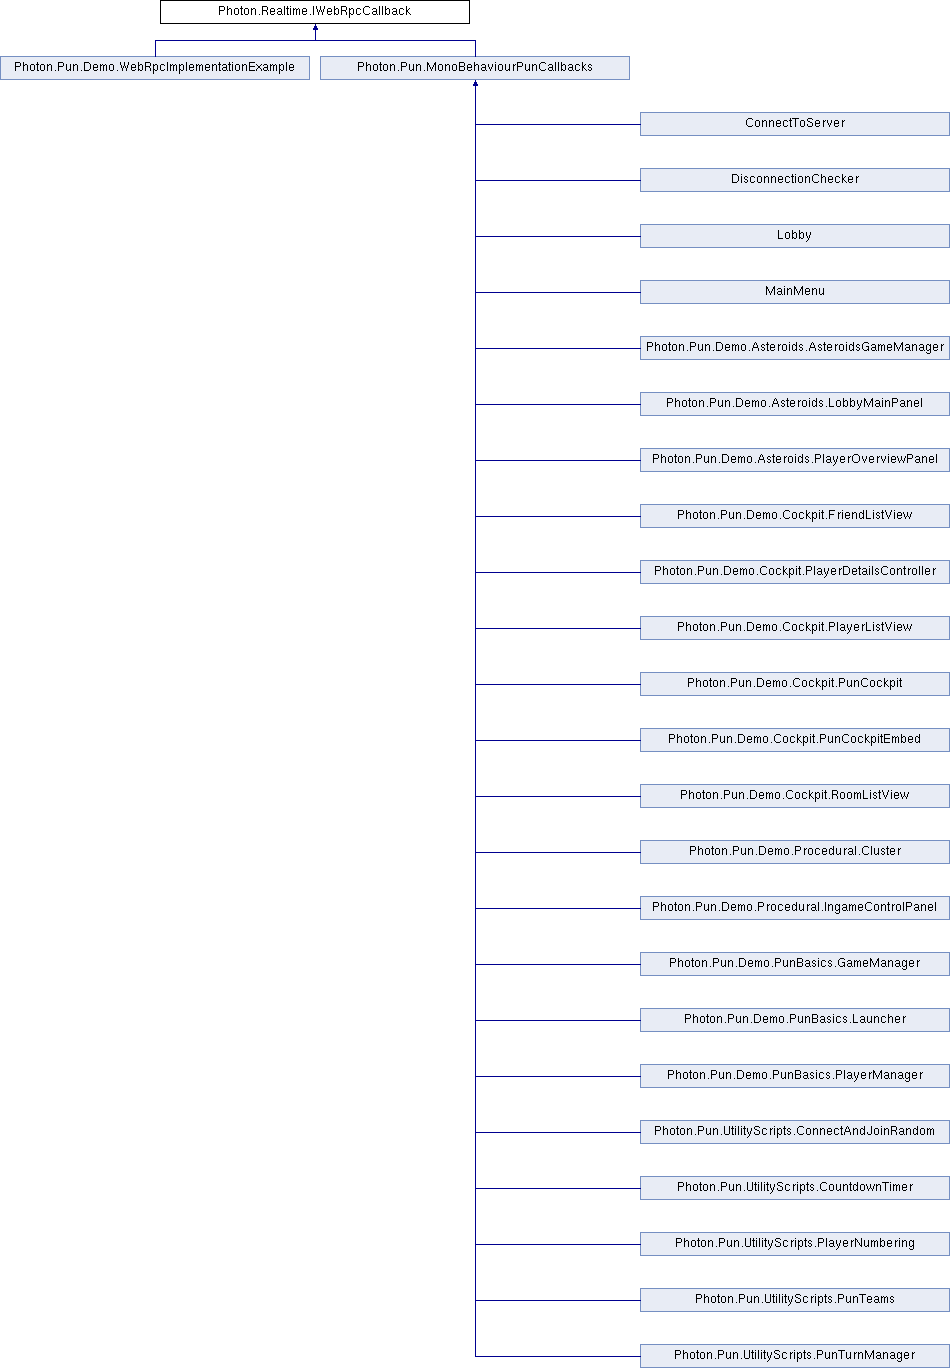 Photon.Realtime.IWebRpcCallback
Photon.Pun.Demo.WebRpcImplementationExample
Photon.Pun.MonoBehaviourPunCallbacks
ConnectToServer
DisconnectionChecker
Lobby
MainMenu
Photon.Pun.Demo.Asteroids.AsteroidsGameManager
Photon.Pun.Demo.Asteroids.LobbyMainPanel
Photon.Pun.Demo.Asteroids.PlayerOverviewPanel
Photon.Pun.Demo.Cockpit.FriendListView
Photon.Pun.Demo.Cockpit.PlayerDetailsController
Photon.Pun.Demo.Cockpit.PlayerListView
Photon.Pun.Demo.Cockpit.PunCockpit
Photon.Pun.Demo.Cockpit.PunCockpitEmbed
Photon.Pun.Demo.Cockpit.RoomListView
Photon.Pun.Demo.Procedural.Cluster
Photon.Pun.Demo.Procedural.IngameControlPanel
Photon.Pun.Demo.PunBasics.GameManager
Photon.Pun.Demo.PunBasics.Launcher
Photon.Pun.Demo.PunBasics.PlayerManager
Photon.Pun.UtilityScripts.ConnectAndJoinRandom
Photon.Pun.UtilityScripts.CountdownTimer
Photon.Pun.UtilityScripts.PlayerNumbering
Photon.Pun.UtilityScripts.PunTeams
Photon.Pun.UtilityScripts.PunTurnManager